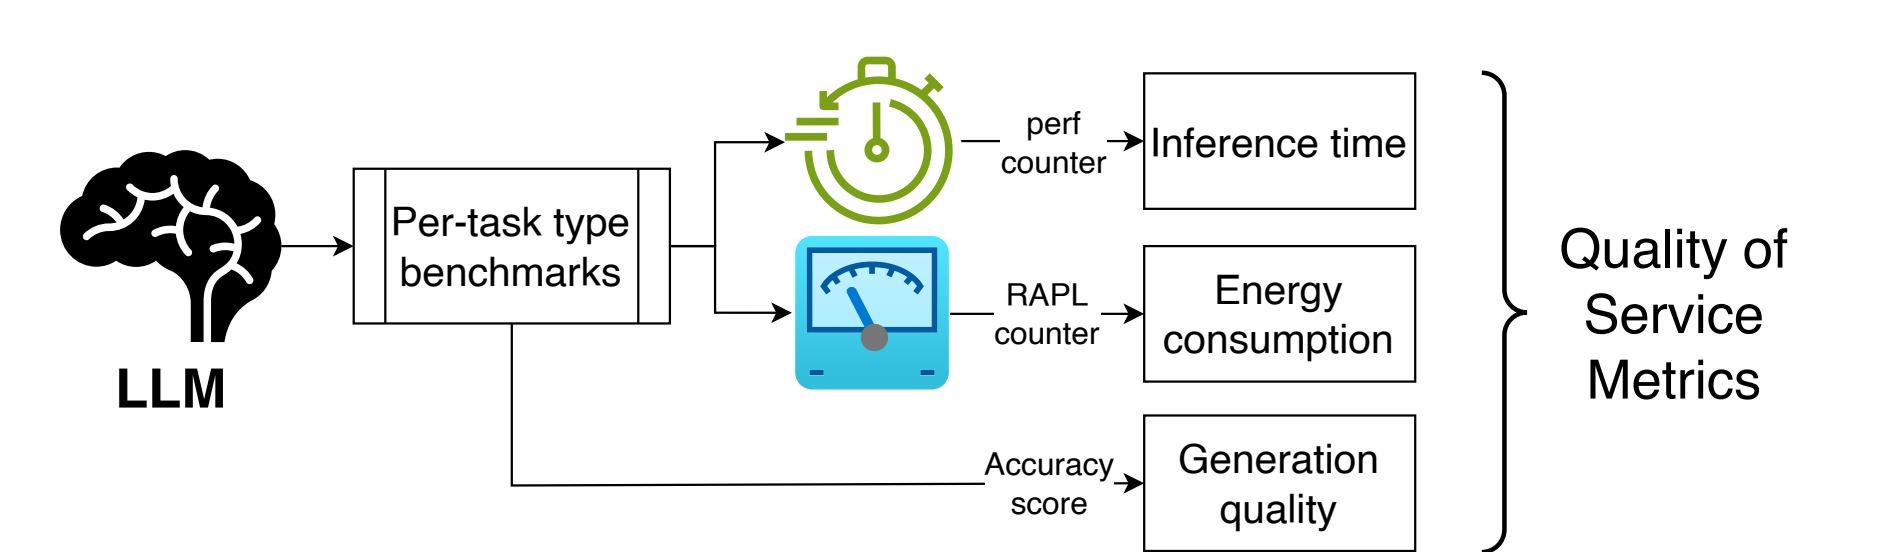 LLM
Per-task type
benchmarks
perf
counter
Inference time
RAPL
counter
Energy
consumption
Accuracy
score
Generation
quality
Quality of
Service
Metrics